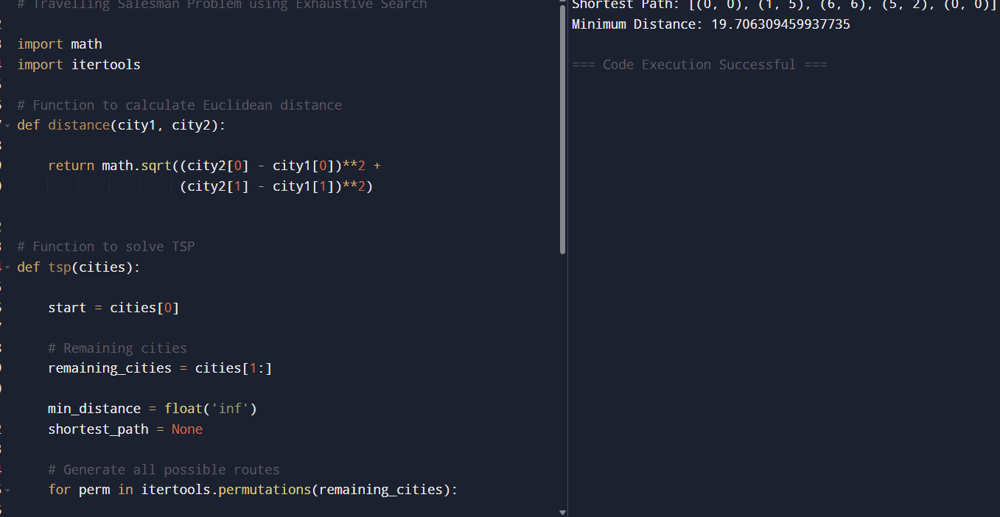 # Travelling Salesman Problem using Exhaustive Search
import math
import itertools
# Function to calculate Euclidean distance
def distance(city1, city2):
return math.sqrt((city2[0] - city1[0])**2 +
(city2[1] - city1[1])**2)
# Function to solve TSP
def tsp(cities):
start = cities[0]
# Remaining cities
remaining_cities = cities[1:]
min_distance = float('inf')
shortest_path = None
# Generate all possible routes
for perm in itertools.permutations(remaining_cities):
Shortest Path: [(0, 0), (1, 5), (6, 6), (5, 2), (0, 0)]
Minimum Distance: 19.706309459937735
=== Code Execution Successful ===